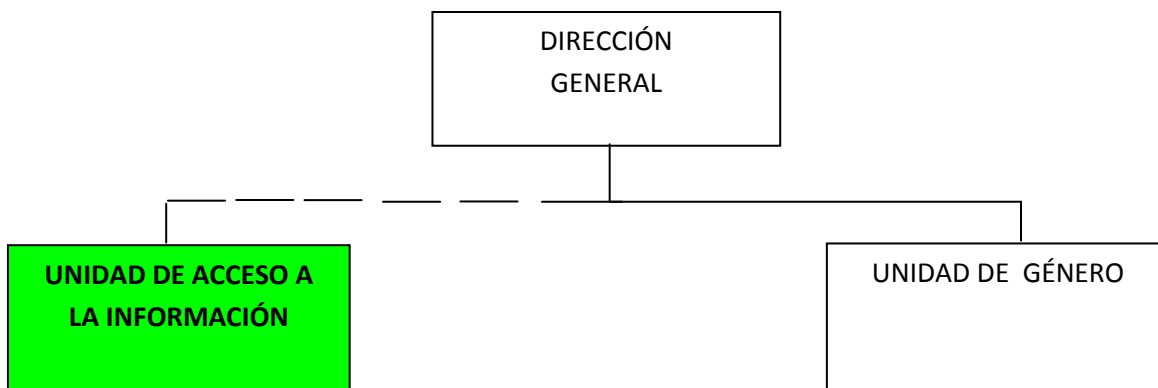 DIRECCIÓN
GENERAL
UNIDAD DE ACCESO A
LA INFORMACIÓN
UNIDAD DE  GÉNERO